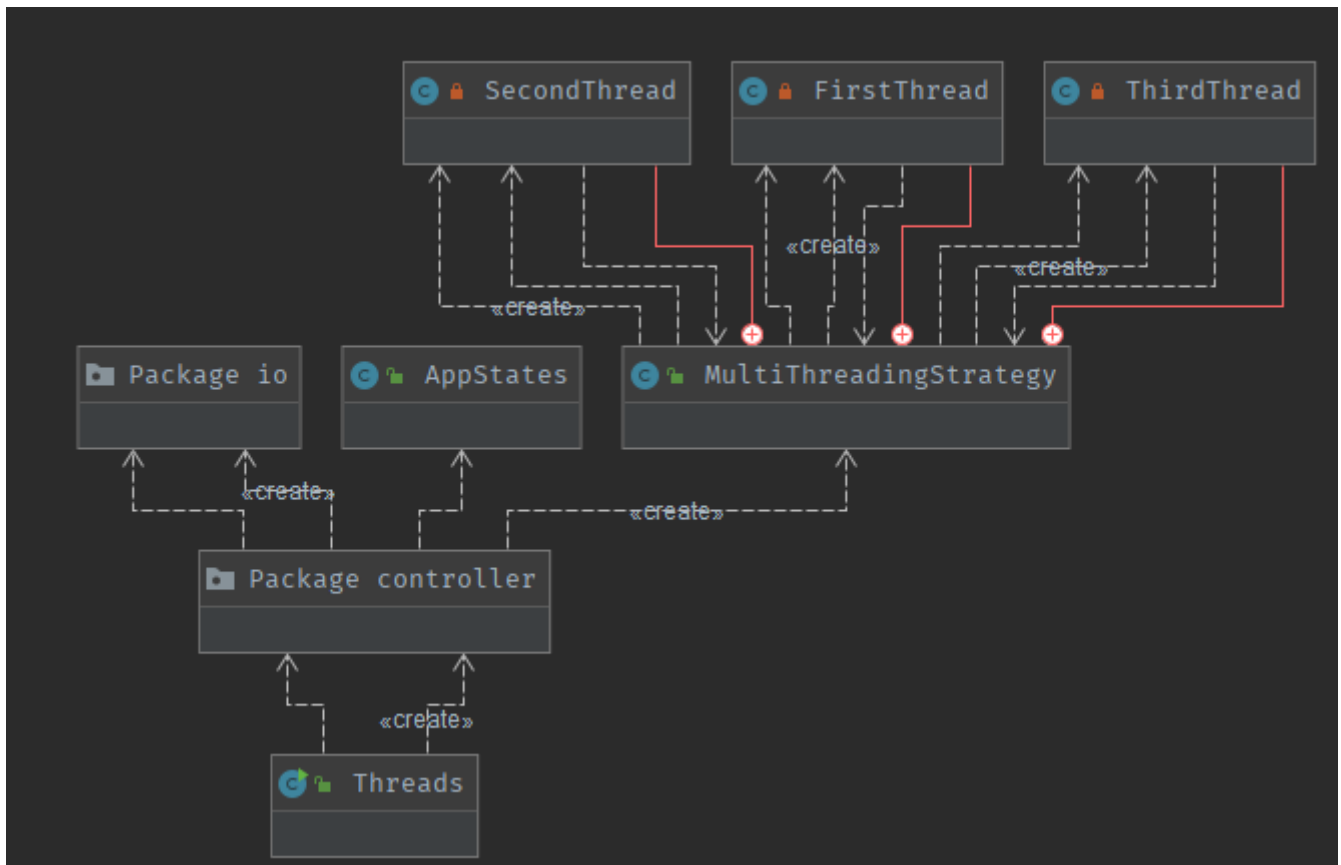 SecondThread
FirstThread
ThirdThread
«create»
«create»
«create»
Package io
AppStates
MultiThreadingStrategy
«create»
«create»
Package controller
«create»
Threads